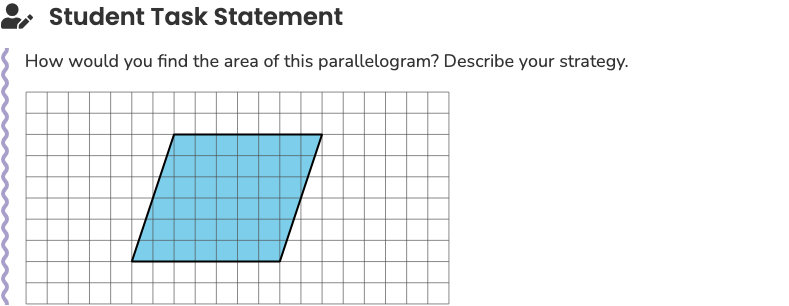 Student Task Statement
How would you find the area of this parallelogram? Describe your strategy.